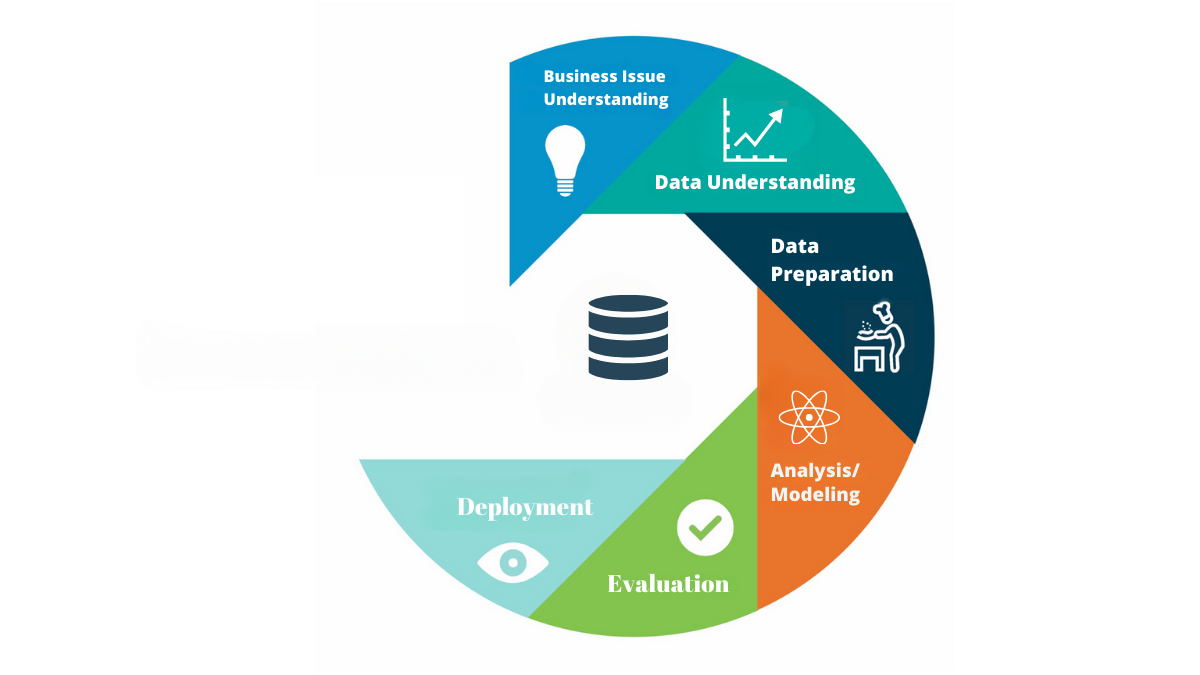 Business Issue
Understanding
Data Understanding
Data
Preparation
Analysis/
Modeling
Evaluation
Deployment